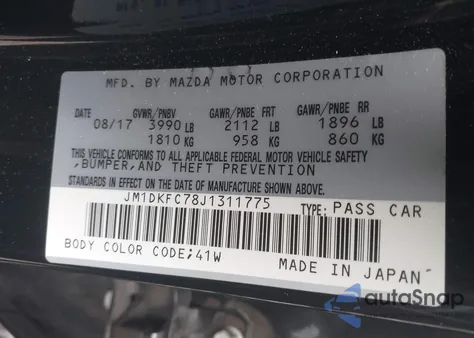 MFD. BY MAZDA MOTOR CORPORATION
08/17 GVWR/PNBV GAWR/PNBE FRT GAWR/PNBE RR
3990 LB 2112 LB 1896 LB
1810 KG 958 KG 860 KG
THIS VEHICLE CONFORMS TO ALL APPLICABLE FEDERAL MOTOR VEHICLE SAFETY
,BUMPER,AND THEFT PREVENTION
STANDARDS IN EFFECT ON THE DATE OF MANUFACTURE SHOWN ABOVE.
JM1DKFC78J1311775 TYPE: PASS CAR
BODY COLOR CODE;41W
MADE IN JAPAN
autoSnap